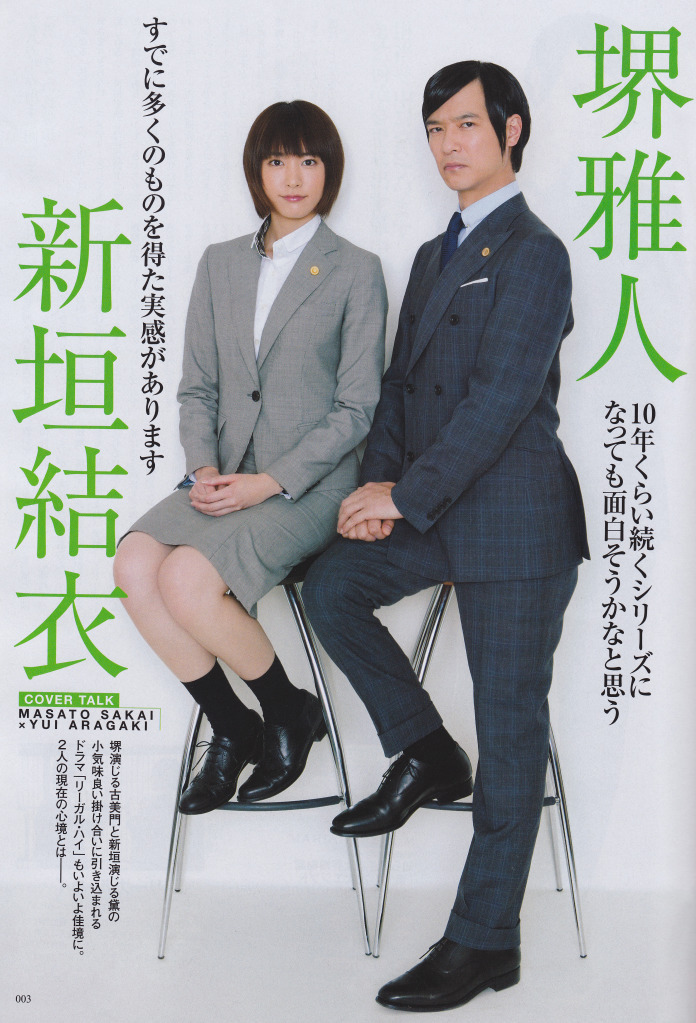 堺雅人
10年くらい続くシリーズに
なっても面白そうかなと思う
すでに多くのものを得た実感があります
新垣結衣
COVER TALK
MASATO SAKAI
×YUI ARAGAKI
堺演じる古美門と新垣演じる黛の
小気味良い掛け合いに引き込まれる
ドラマ「リーガル・ハイ」もいよいよ佳境に。
2人の現在の心境とは——。
003